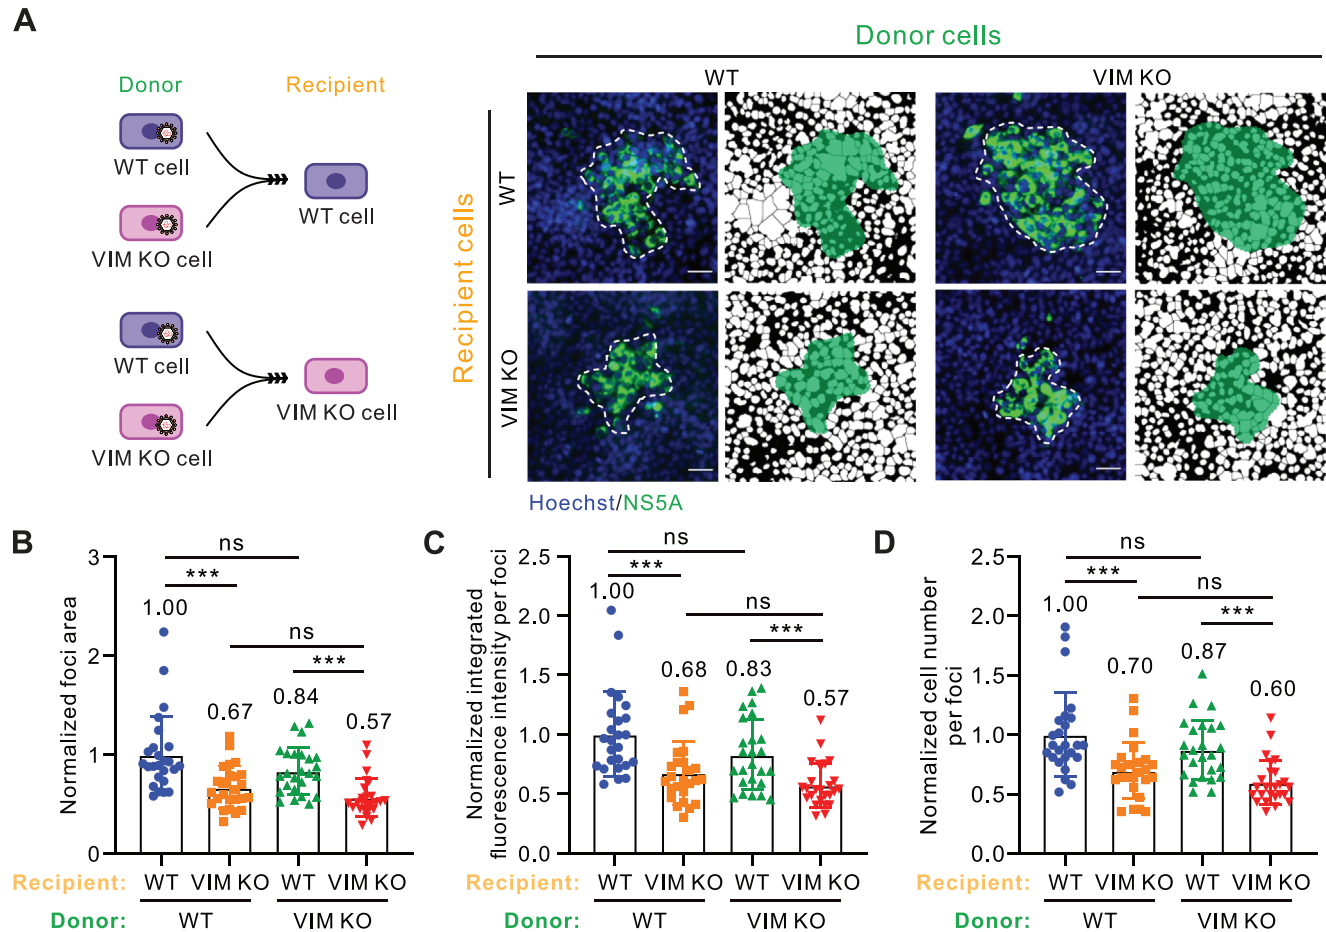 A
Donor
Recipient
WT cell
VIM KO cell
WT cell
WT cell
VIM KO cell
VIM KO cell
Donor cells
WT
VIM KO
Recipient cells
WT
VIM KO
Hoechst/NS5A
B
Normalized foci area
3
2
1
0
ns
***
1.00
ns
***
0.67
0.84
0.57
Recipient:
WT
VIM KO
WT
VIM KO
Donor:
WT
VIM KO
C
Normalized integrated
fluorescence intensity per foci
2.5
2.0
1.5
1.0
0.5
0.0
ns
***
1.00
ns
***
0.68
0.83
0.57
Recipient:
WT
VIM KO
WT
VIM KO
Donor:
WT
VIM KO
D
Normalized cell number
per foci
2.5
2.0
1.5
1.0
0.5
0.0
ns
***
1.00
ns
***
0.70
0.87
0.60
Recipient:
WT
VIM KO
WT
VIM KO
Donor:
WT
VIM KO